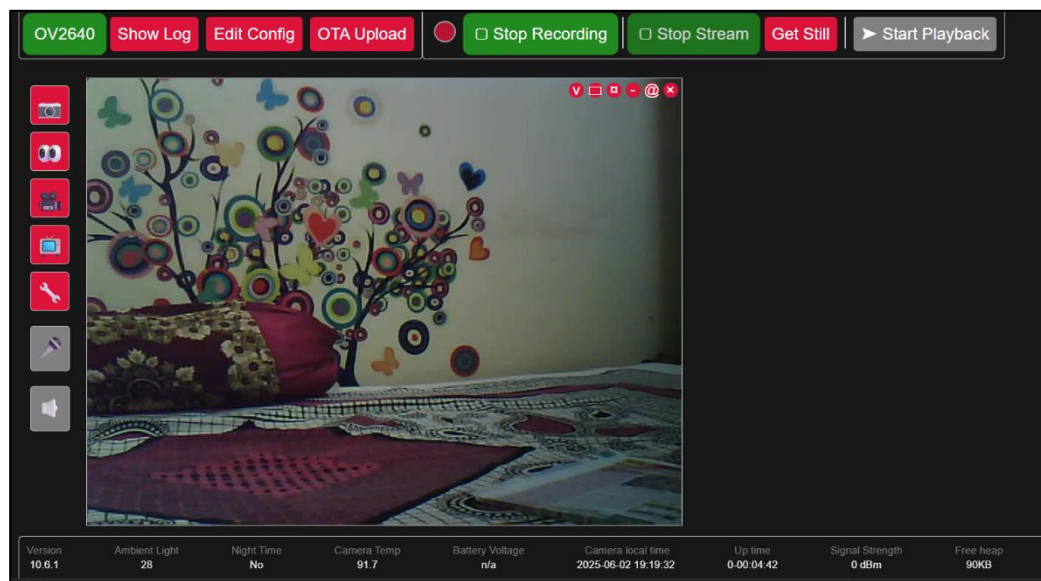 OV2640 Show Log Edit Config OTA Upload Stop Recording Stop Stream Get Still Start Playback
V - @ ×
Version Ambient Light Night Time Camera Temp Battery Voltage Camera local time Up time Signal Strength Free heap
10.6.1 28 No 91.7 n/a 2025-06-02 19:19:32 0-00:04:42 0 dBm 90KB